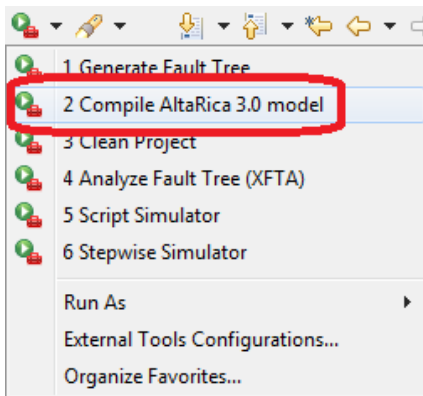 1 Generate Fault Tree
2 Compile AltaRica 3.0 model
3 Clean Project
4 Analyze Fault Tree (XFTA)
5 Script Simulator
6 Stepwise Simulator
Run As
External Tools Configurations...
Organize Favorites...